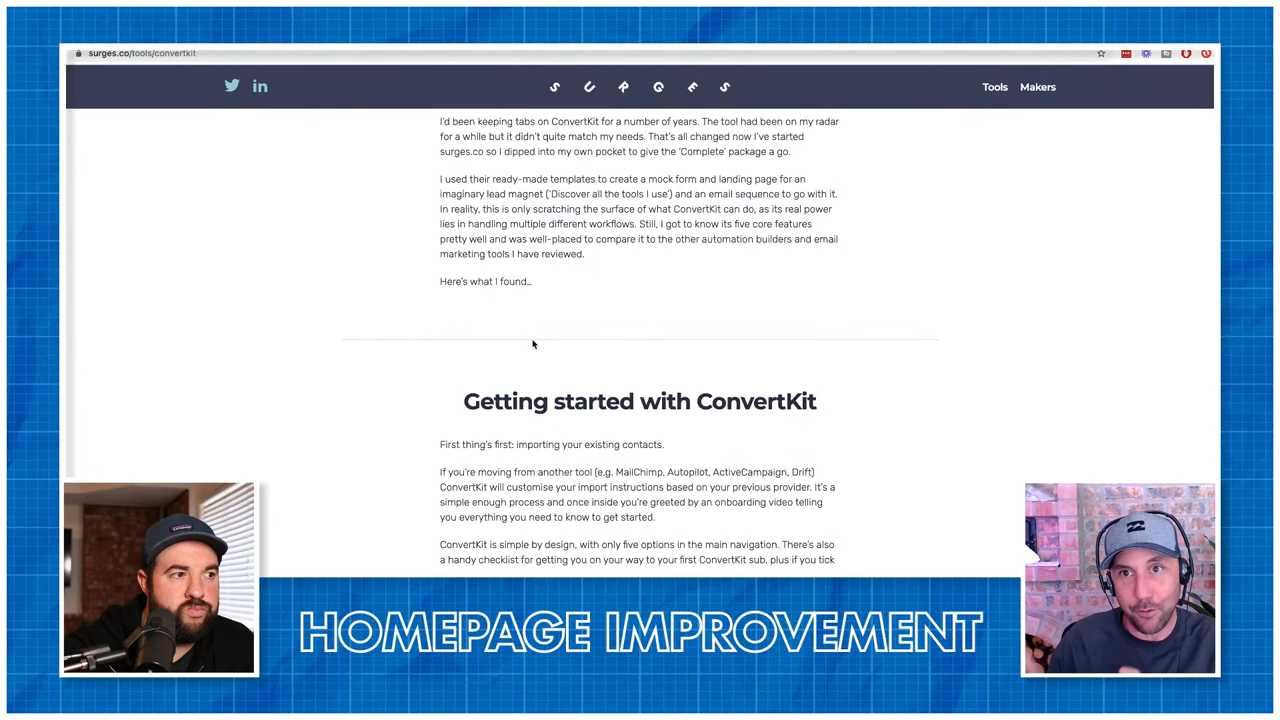 surges.co/tools/convertkit
SURGES
Tools Makers
I'd been keeping tabs on ConvertKit for a number of years. The tool had been on my radar
for a while but it didn't quite match my needs. That's all changed now I've started
surges.co so I dipped into my own pocket to give the 'Complete' package a go.
I used their ready-made templates to create a mock form and landing page for an
imaginary lead magnet ('Discover all the tools I use') and an email sequence to go with it.
In reality, this is only scratching the surface of what ConvertKit can do, as its real power
lies in handling multiple different workflows. Still, I got to know its five core features
pretty well and was well-placed to compare it to the other automation builders and email
marketing tools I have reviewed.
Here's what I found…
Getting started with ConvertKit
First thing's first: importing your existing contacts.
If you're moving from another tool (e.g. MailChimp, Autopilot, ActiveCampaign, Drift)
ConvertKit will customise your import instructions based on your previous provider. It's a
simple enough process and once inside you're greeted by an onboarding video telling
you everything you need to know to get started.
ConvertKit is simple by design, with only five options in the main navigation. There's also
a handy checklist for getting you on your way to your first ConvertKit sub, plus if you tick
HOMEPAGE IMPROVEMENT